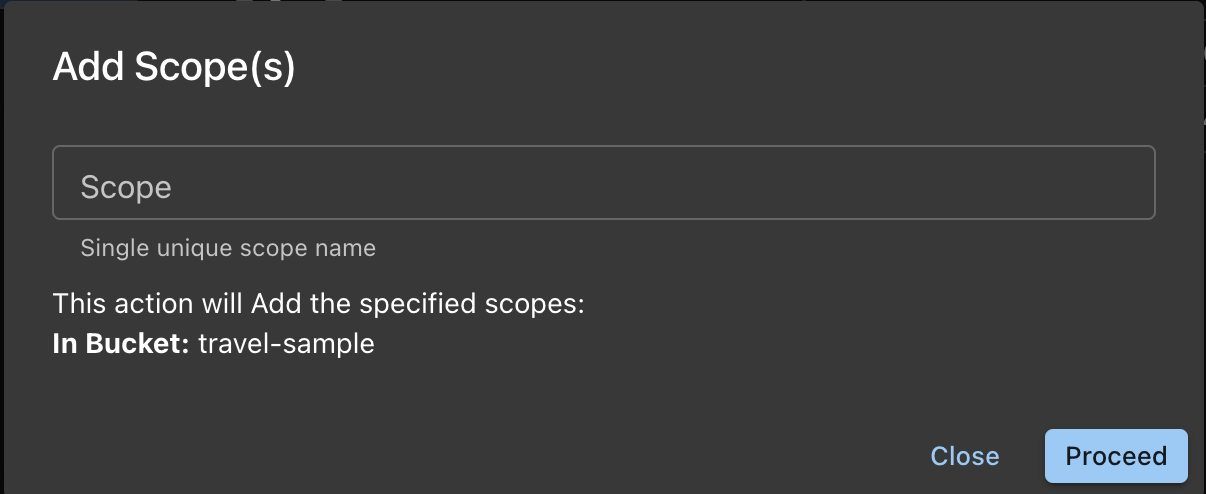 Add Scope(s)
Scope
Single unique scope name
This action will Add the specified scopes:
In Bucket: travel-sample
Close
Proceed